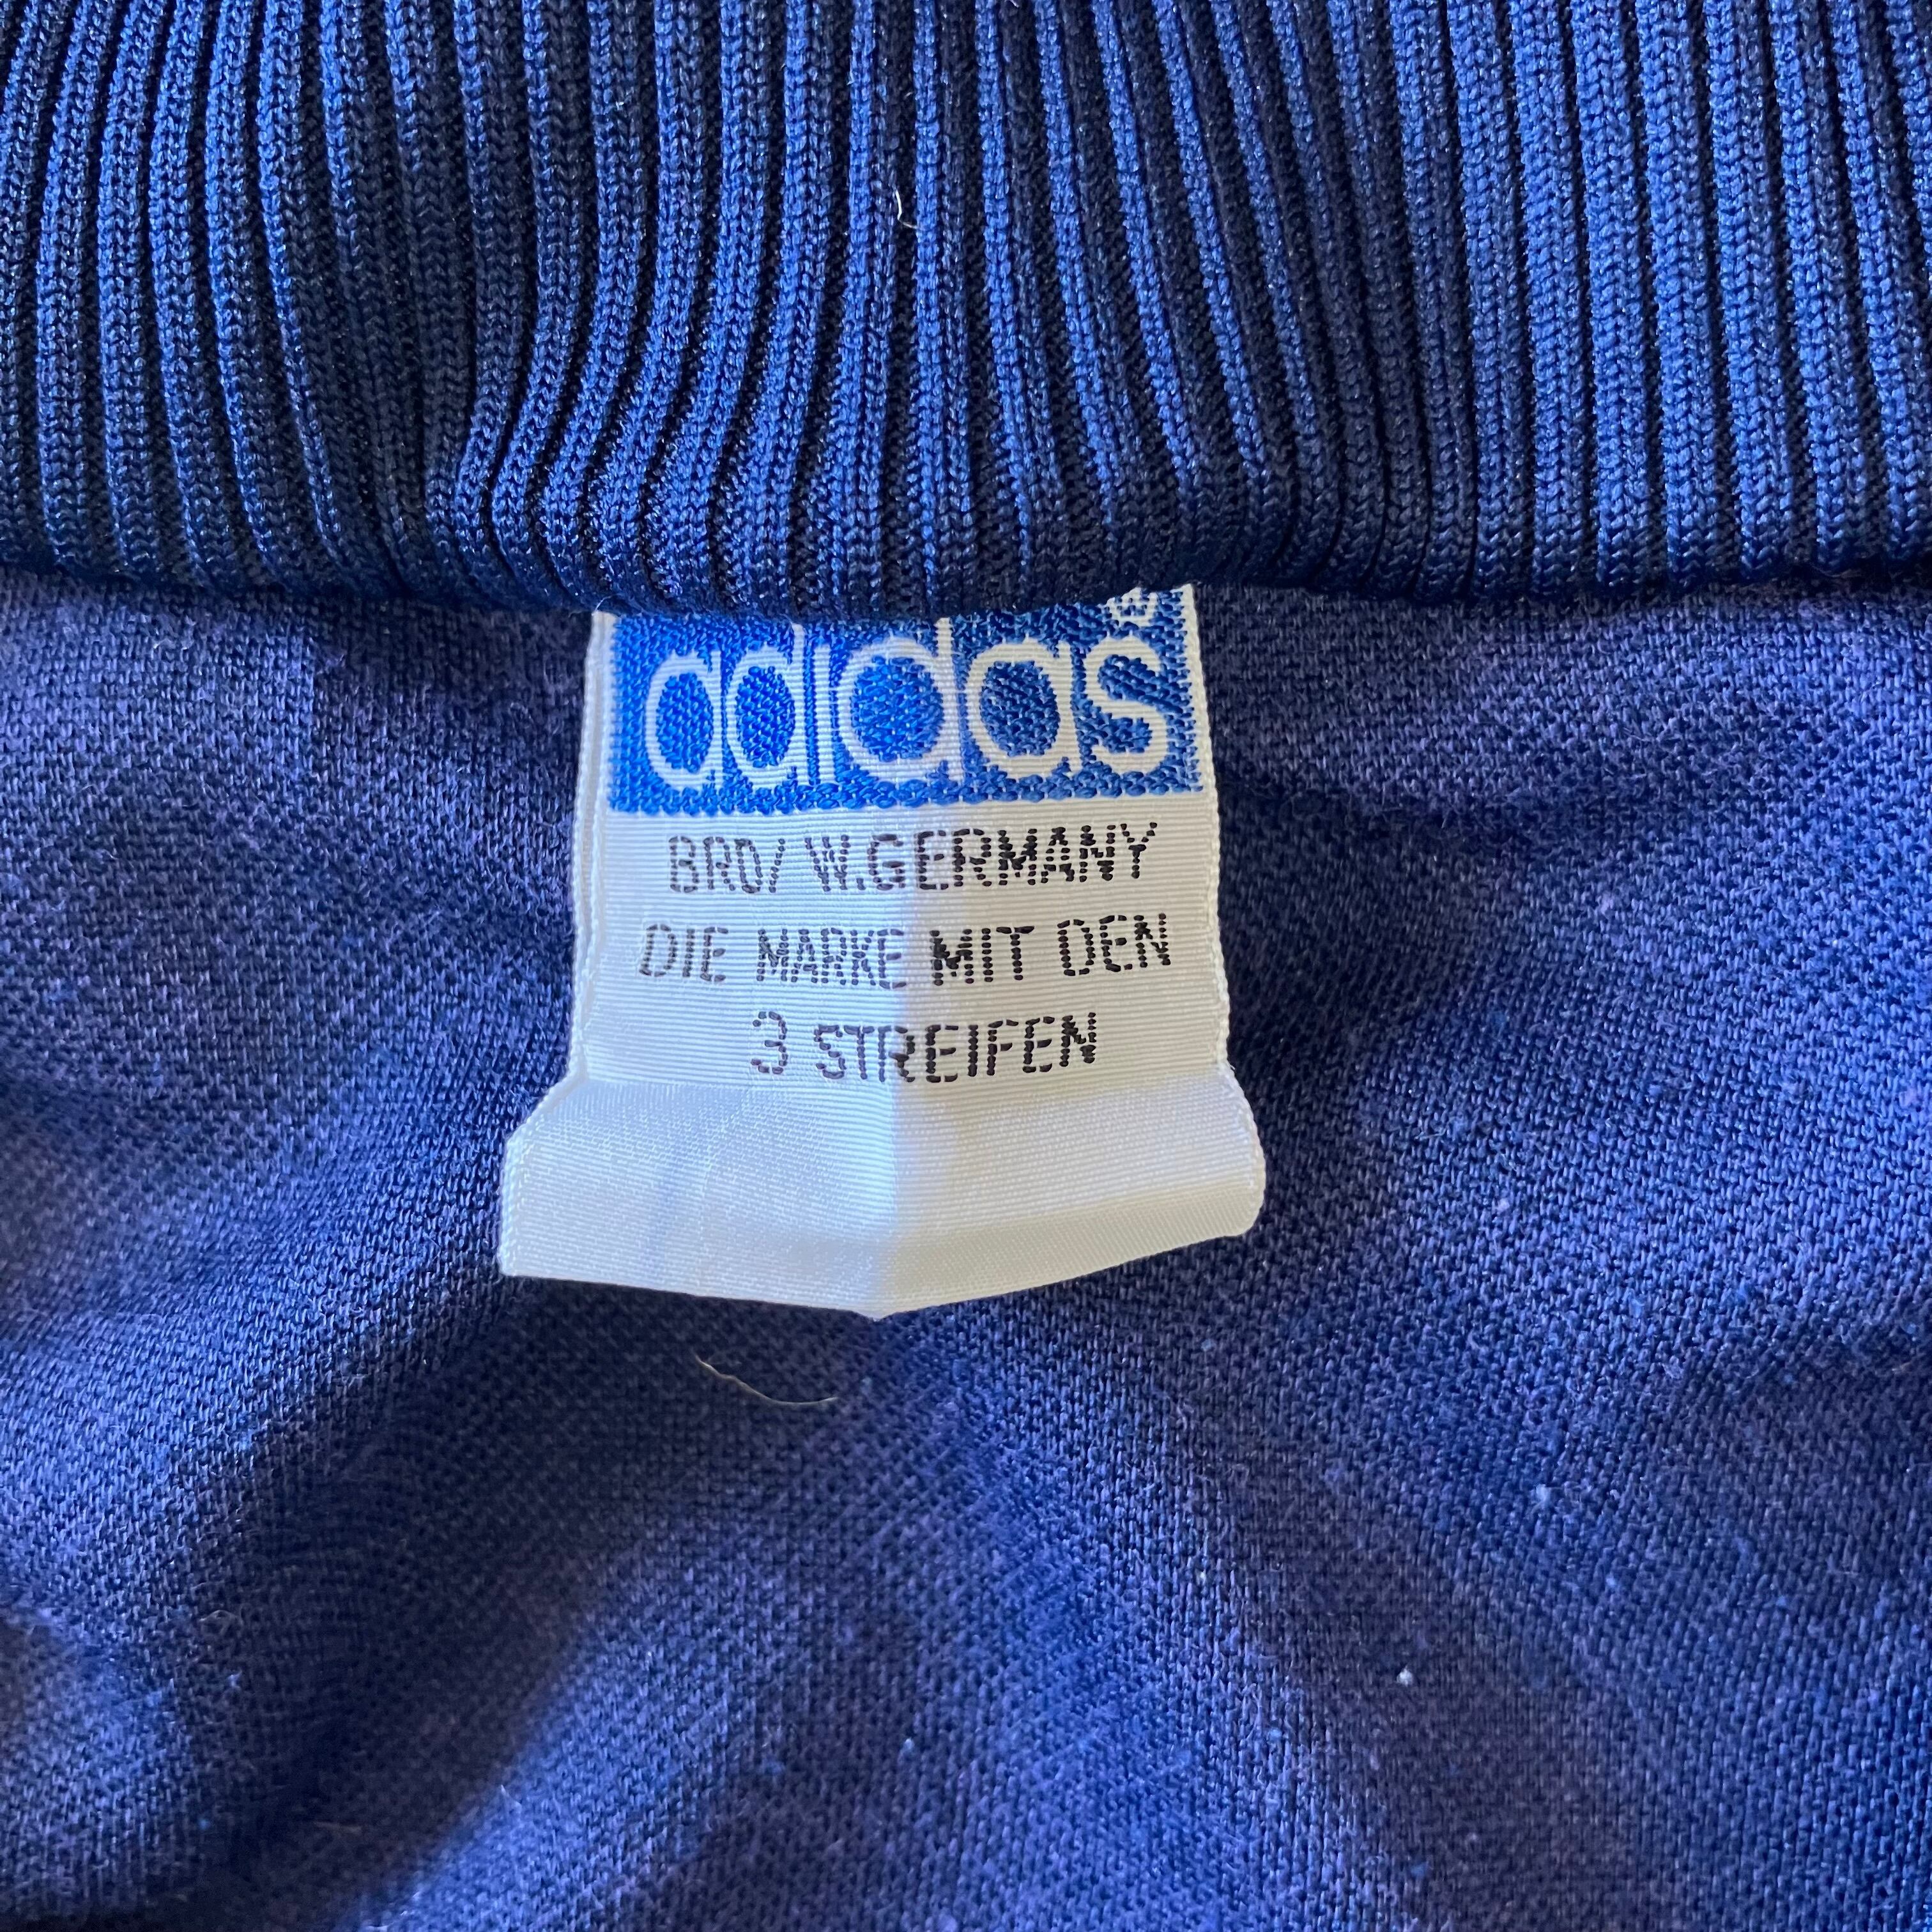 adidas ®
BRD/ W.GERMANY
DIE MARKE MIT DEN
3 STREIFEN